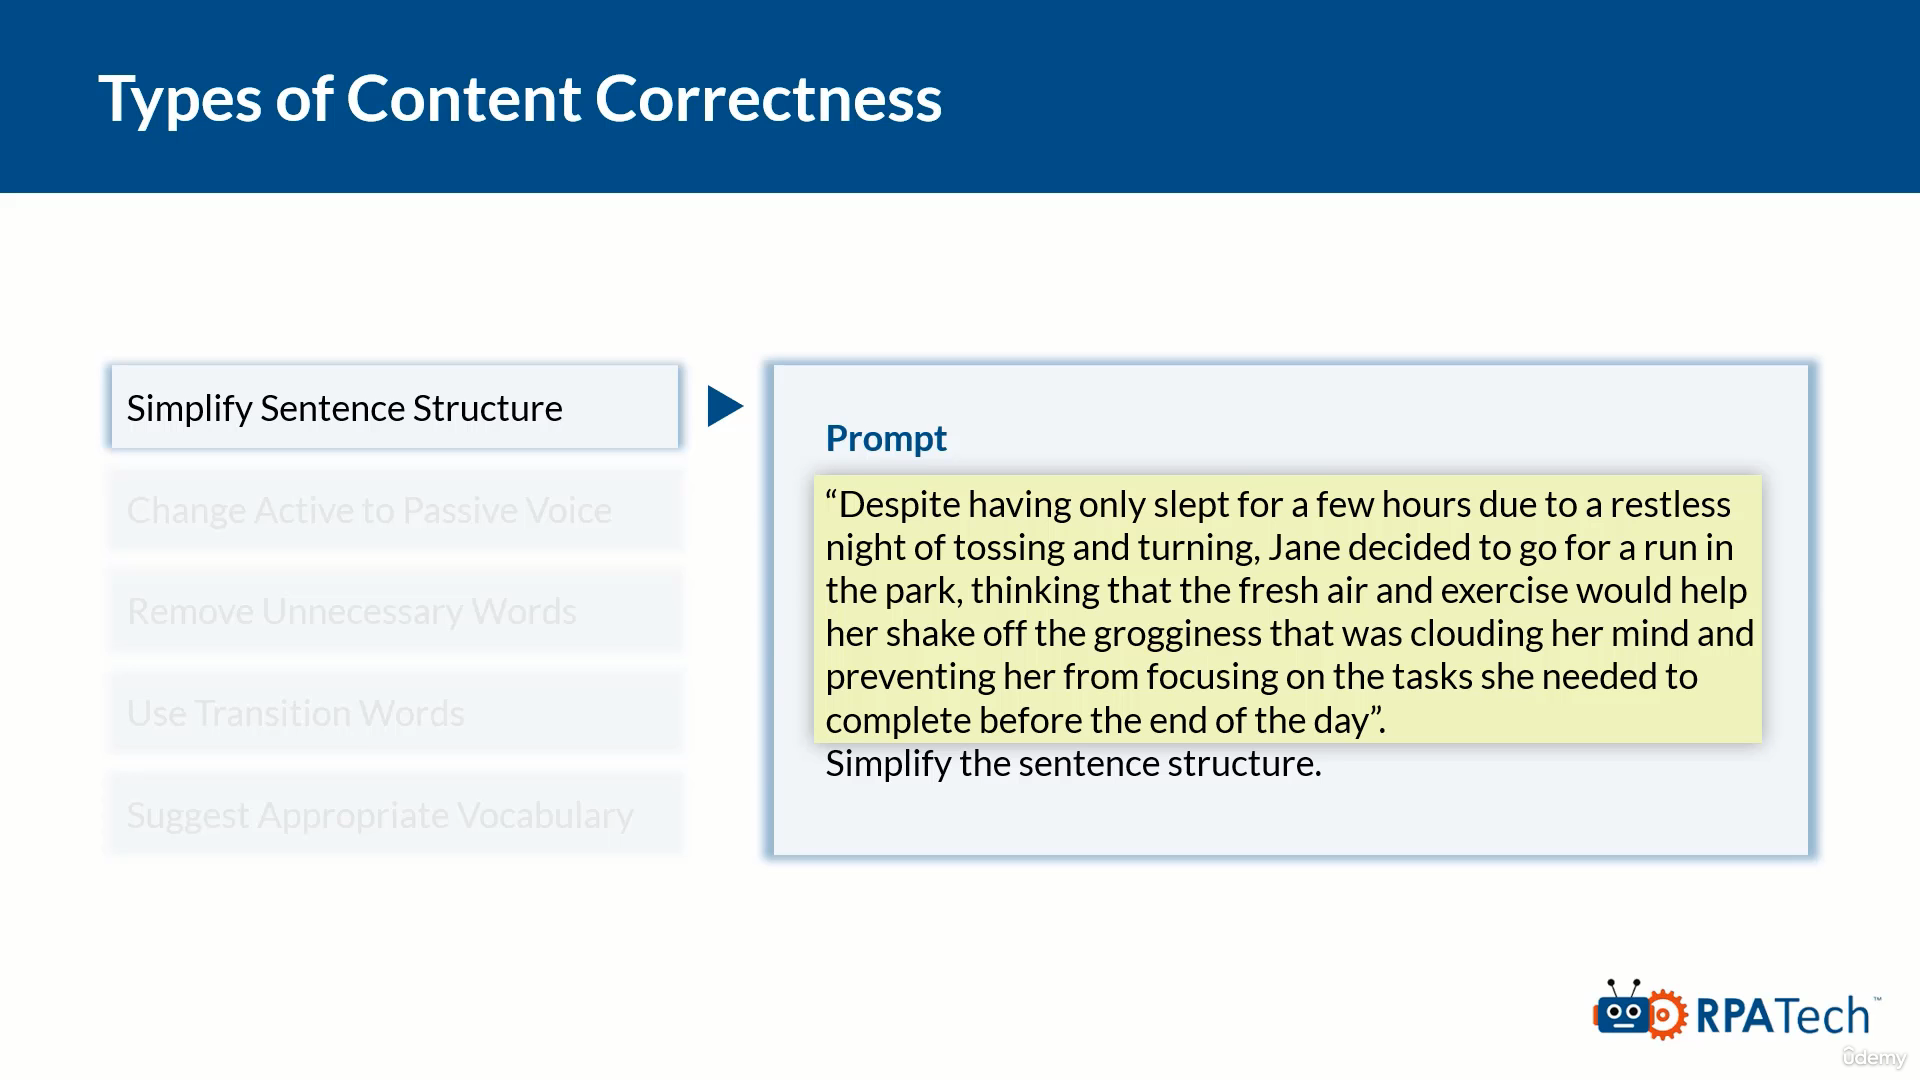 Types of Content Correctness
Simplify Sentence Structure
Change Active to Passive Voice
Remove Unnecessary Words
Use Transition Words
Suggest Appropriate Vocabulary
Prompt
“Despite having only slept for a few hours due to a restless
night of tossing and turning, Jane decided to go for a run in
the park, thinking that the fresh air and exercise would help
her shake off the grogginess that was clouding her mind and
preventing her from focusing on the tasks she needed to
complete before the end of the day”.
Simplify the sentence structure.
RPATech™
ûdemy